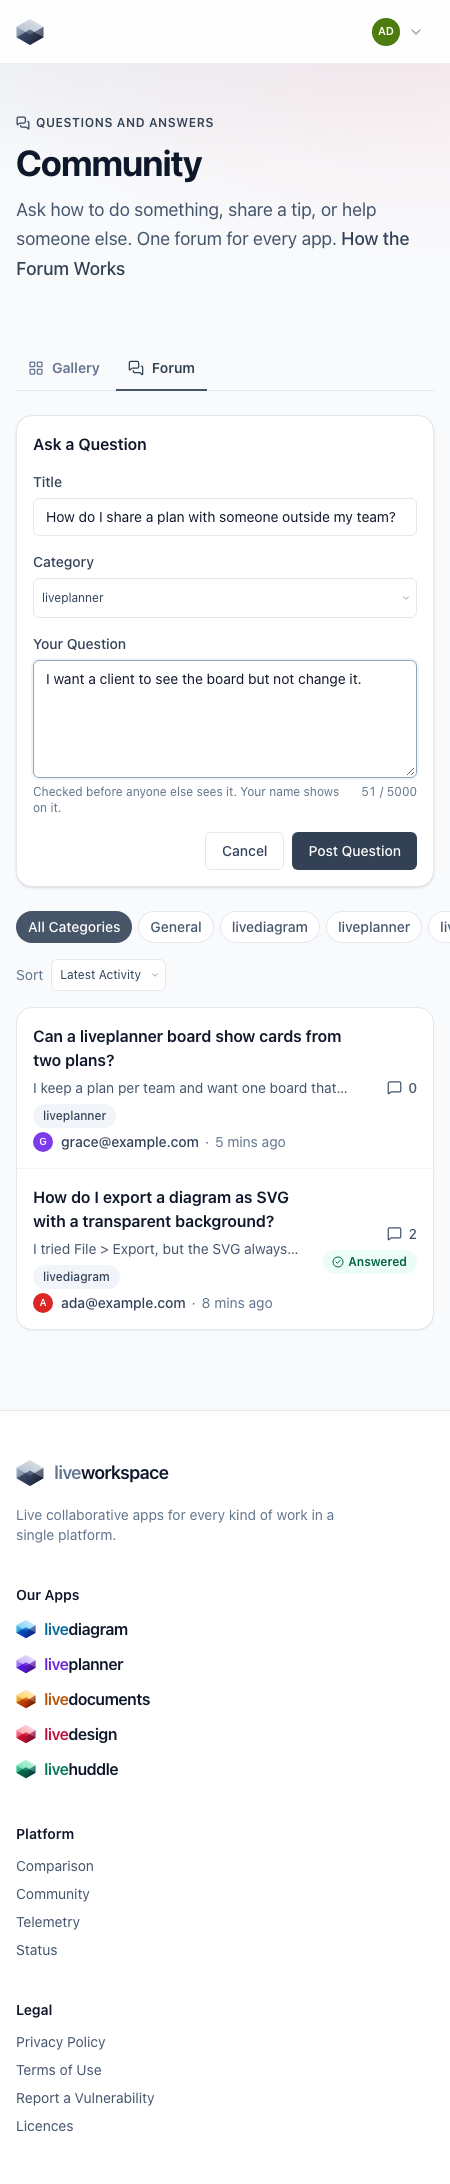 AD
QUESTIONS AND ANSWERS
Community
Ask how to do something, share a tip, or help
someone else. One forum for every app. How the
Forum Works
Gallery
Forum
Ask a Question
Title
How do I share a plan with someone outside my team?
Category
liveplanner
Your Question
I want a client to see the board but not change it.
Checked before anyone else sees it. Your name shows
on it.
51 / 5000
Cancel
Post Question
All Categories
General
livediagram
liveplanner
Sort
Latest Activity
Can a liveplanner board show cards from
two plans?
I keep a plan per team and want one board that...
0
liveplanner
G
grace@example.com · 5 mins ago
How do I export a diagram as SVG
with a transparent background?
I tried File > Export, but the SVG always...
2
Answered
livediagram
A
ada@example.com · 8 mins ago
liveworkspace
Live collaborative apps for every kind of work in a
single platform.
Our Apps
livediagram
liveplanner
livedocuments
livedesign
livehuddle
Platform
Comparison
Community
Telemetry
Status
Legal
Privacy Policy
Terms of Use
Report a Vulnerability
Licences